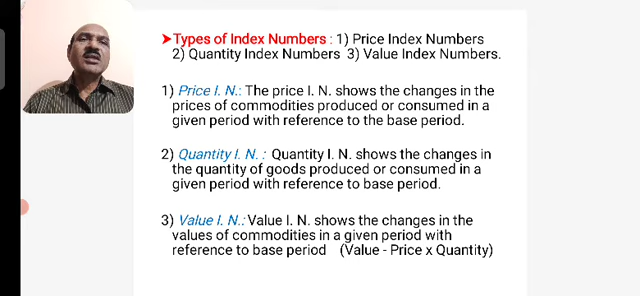 ➤Types of Index Numbers : 1) Price Index Numbers
2) Quantity Index Numbers 3) Value Index Numbers.
1) Price I. N.: The price I. N. shows the changes in the
prices of commodities produced or consumed in a
given period with reference to the base period.
2) Quantity I. N. : Quantity I. N. shows the changes in
the quantity of goods produced or consumed in a
given period with reference to base period.
3) Value I. N.: Value I. N. shows the changes in the
values of commodities in a given period with
reference to base period (Value - Price x Quantity)